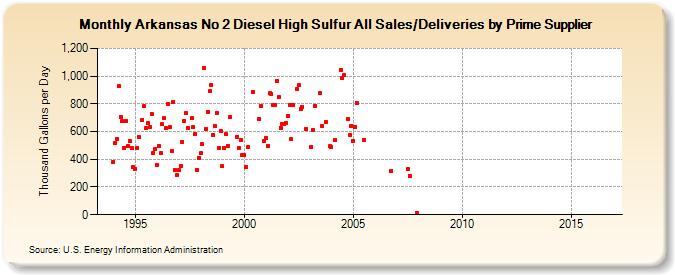 Monthly Arkansas No 2 Diesel High Sulfur All Sales/Deliveries by Prime Supplier
Thousand Gallons per Day
1,200
1,000
800
600
400
200
0
1995 2000 2005 2010 2015
Source: U.S. Energy Information Administration